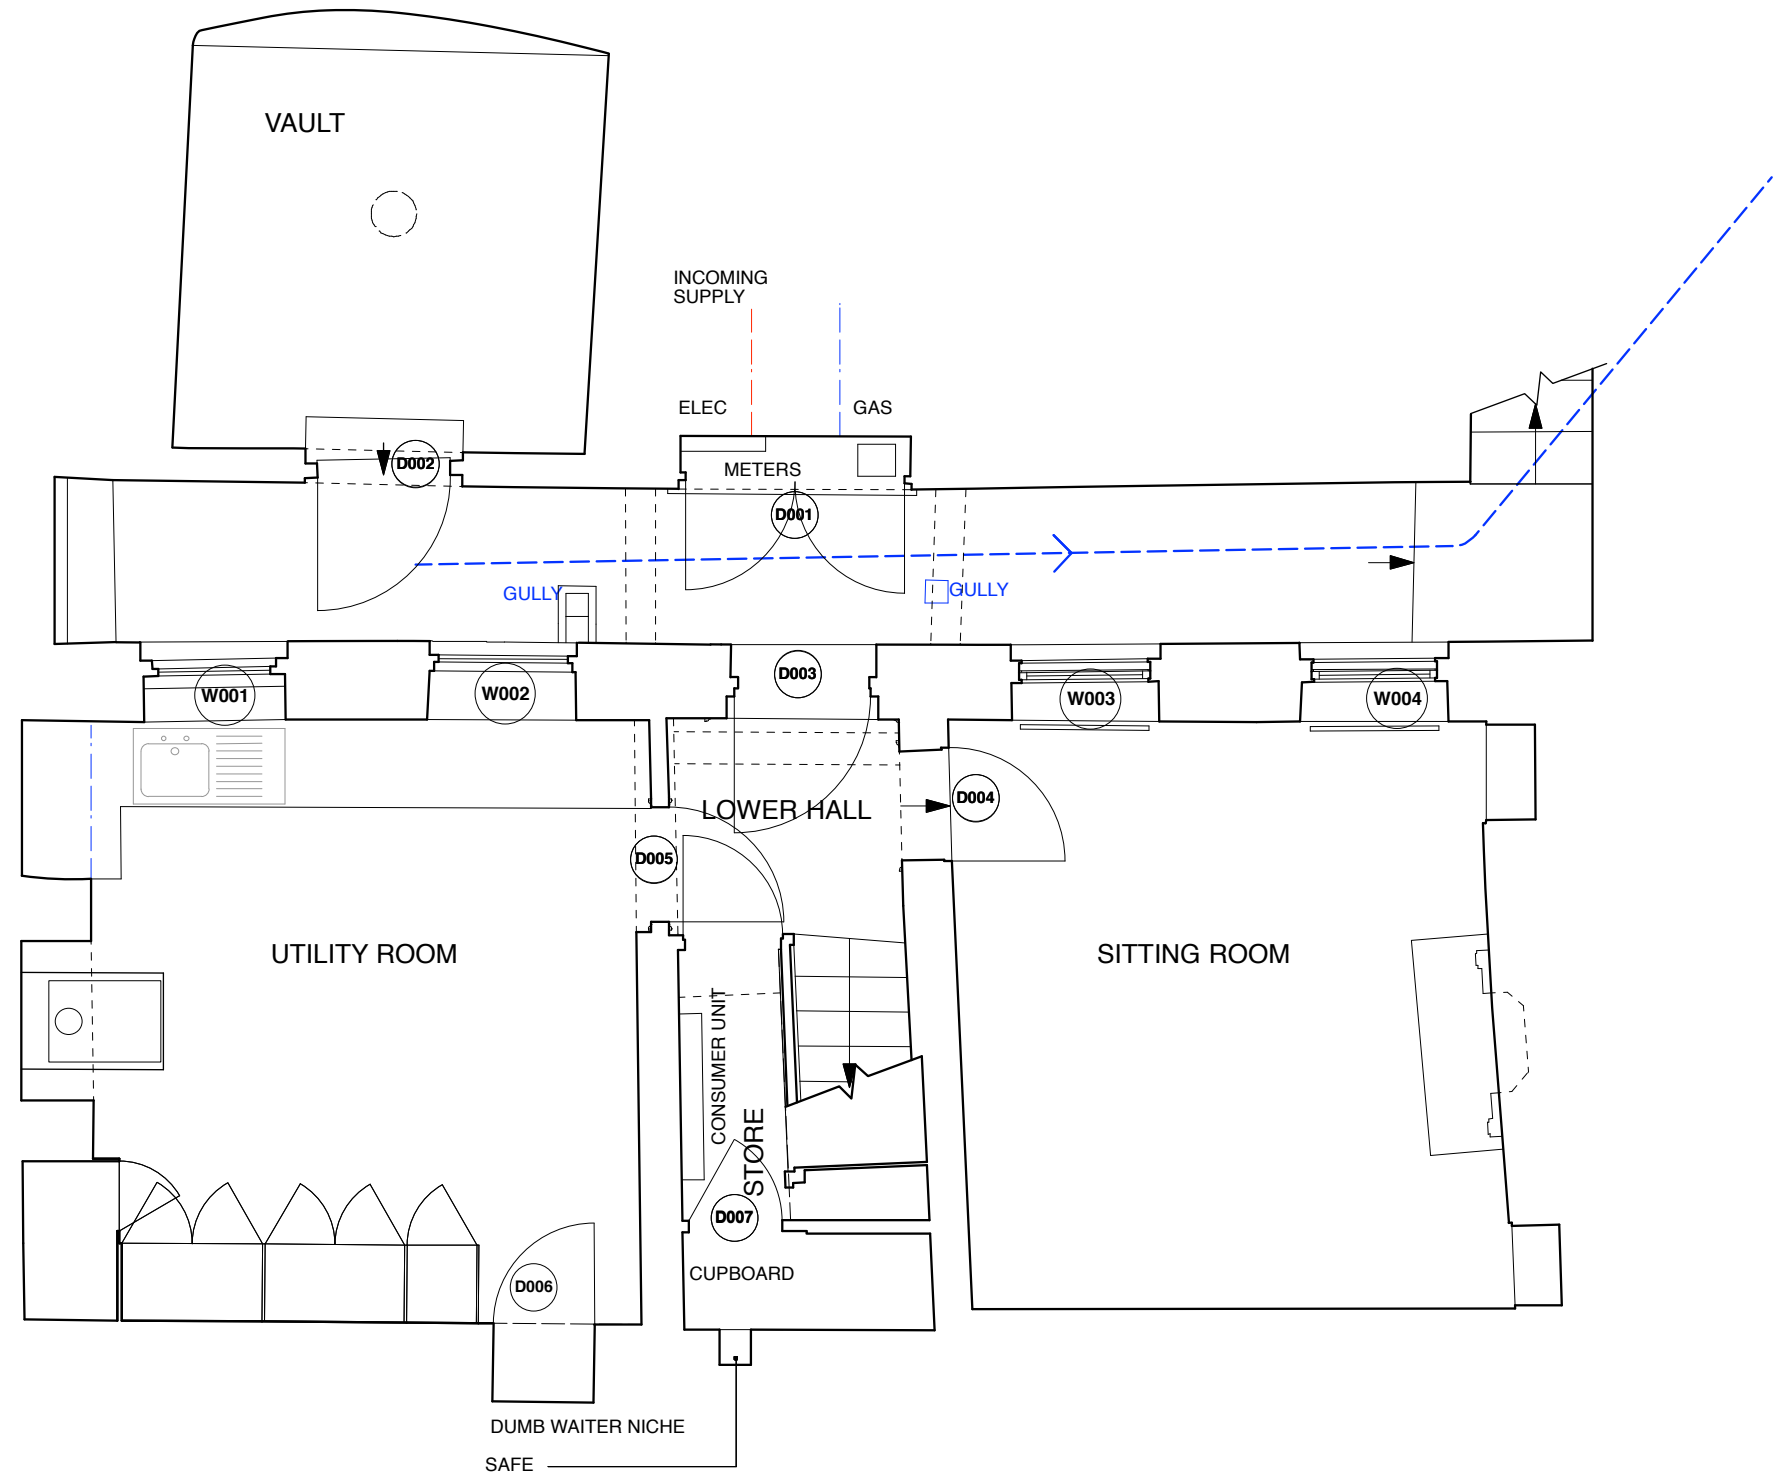 VAULT
INCOMING
SUPPLY
ELEC
GAS
D002
METERS
D001
GULLY
GULLY
D003
W001
W002
W003
W004
D004
LOWER HALL
D005
UTILITY ROOM
SITTING ROOM
CONSUMER UNIT
STORE
D007
D006
CUPBOARD
DUMB WAITER NICHE
SAFE